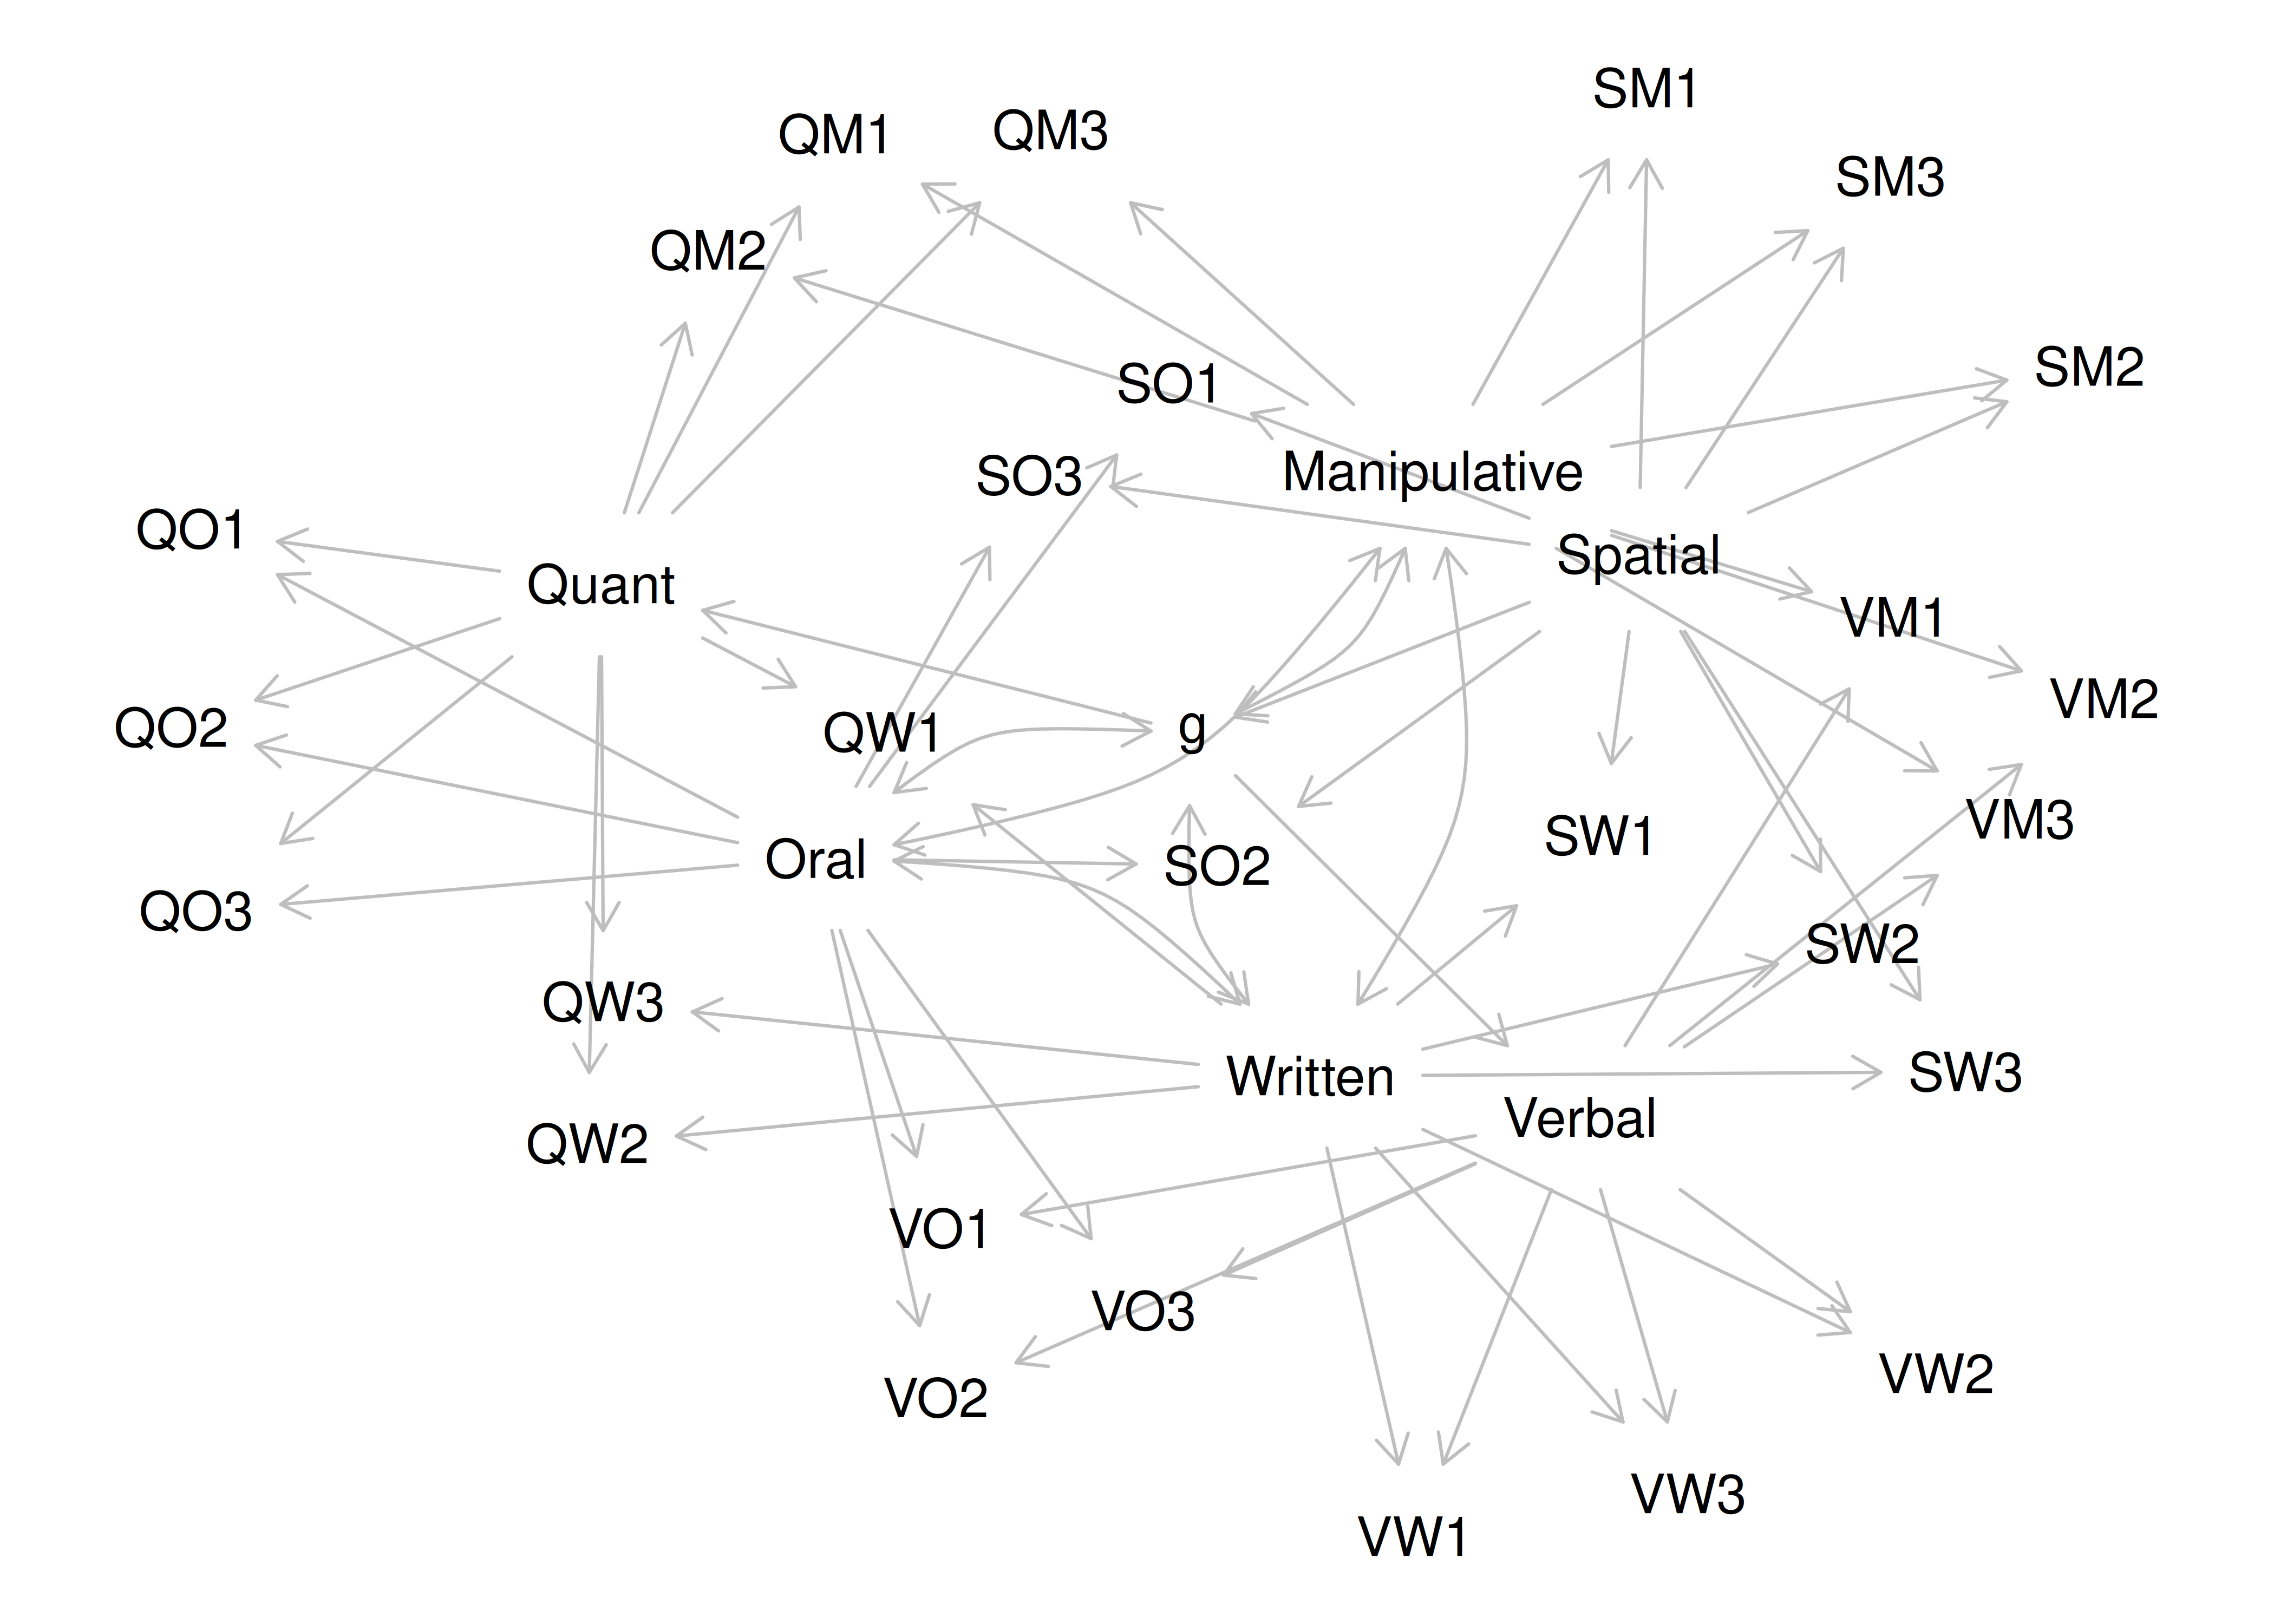 SM1
QM1
QM3
SM3
QM2
SM2
SO1
SO3
Manipulative
QO1
Spatial
Quant
VM1
VM2
QO2
QW1
g
VM3
SW1
Oral
SO2
QO3
SW2
QW3
Written
SW3
Verbal
QW2
VO1
VO3
VW2
VO2
VW3
VW1